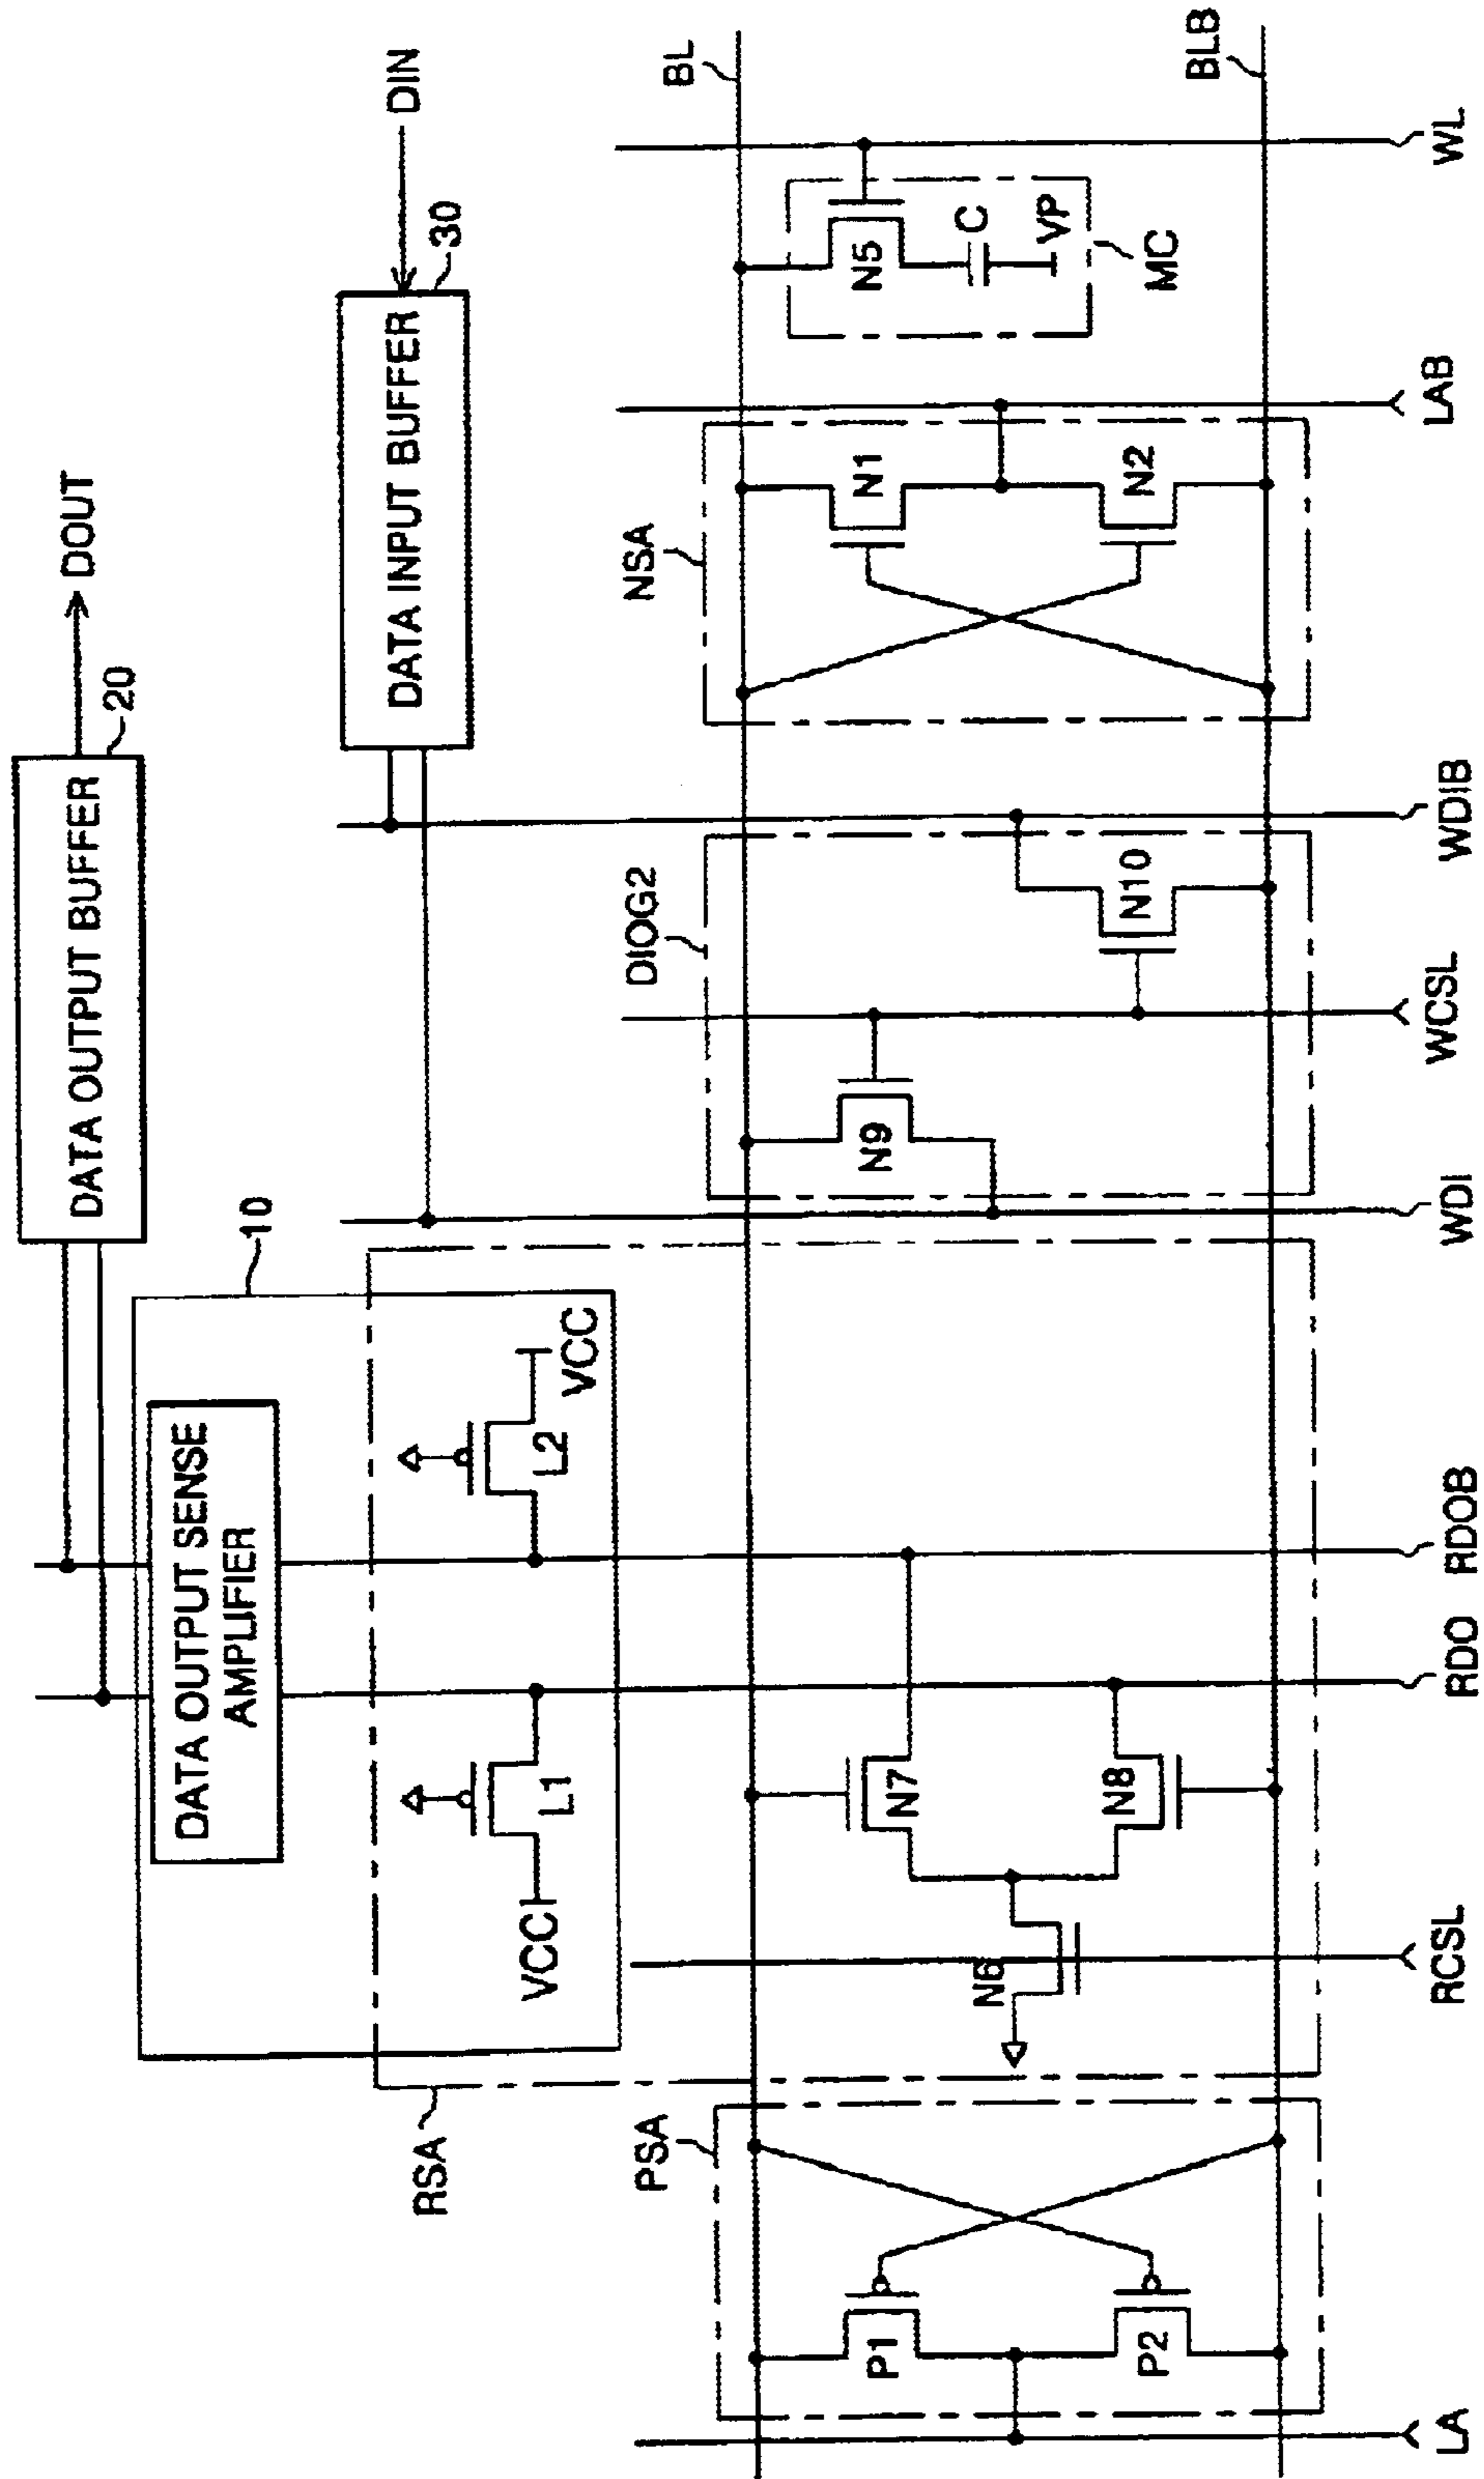 DATA OUTPUT BUFFER
20
DOUT
10
DATA OUTPUT SENSE
AMPLIFIER
DATA INPUT BUFFER
30
DIN
VCC
L1
L2
VCC
RSA
PSA
DIOG2
NSA
BL
P1
N7
N9
N1
N5
C
VP
MC
N6
P2
N8
N10
N2
BLB
LA
RCSL
RDO
RDOB
WDI
WCSL
WDIB
LAB
WL